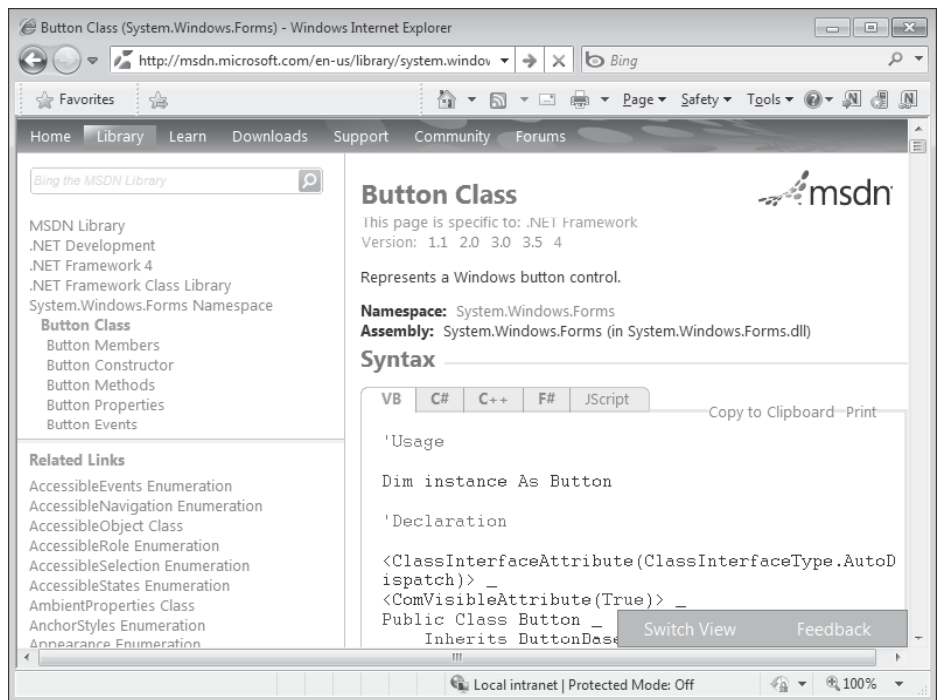 Button Class (System.Windows.Forms) - Windows Internet Explorer
http://msdn.microsoft.com/en-us/library/system.window
Bing
Favorites
Page Safety Tools
Home Library Learn Downloads Support Community Forums
Bing the MSDN Library
MSDN Library
.NET Development
.NET Framework 4
.NET Framework Class Library
System.Windows.Forms Namespace
Button Class
Button Members
Button Constructor
Button Methods
Button Properties
Button Events
Related Links
AccessibleEvents Enumeration
AccessibleNavigation Enumeration
AccessibleObject Class
AccessibleRole Enumeration
AccessibleSelection Enumeration
AccessibleStates Enumeration
AmbientProperties Class
AnchorStyles Enumeration
Appearance Enumeration
msdn
Button Class
This page is specific to: .NET Framework
Version: 1.1 2.0 3.0 3.5 4
Represents a Windows button control.
Namespace: System.Windows.Forms
Assembly: System.Windows.Forms (in System.Windows.Forms.dll)
Syntax
VB C# C++ F# JScript
Copy to Clipboard Print
'Usage
Dim instance As Button
'Declaration
<ClassInterfaceAttribute(ClassInterfaceType.AutoD
ispatch)> _
<ComVisibleAttribute(True)> _
Public Class Button _
Inherits ButtonBase
Switch View Feedback
Local intranet | Protected Mode: Off
100%